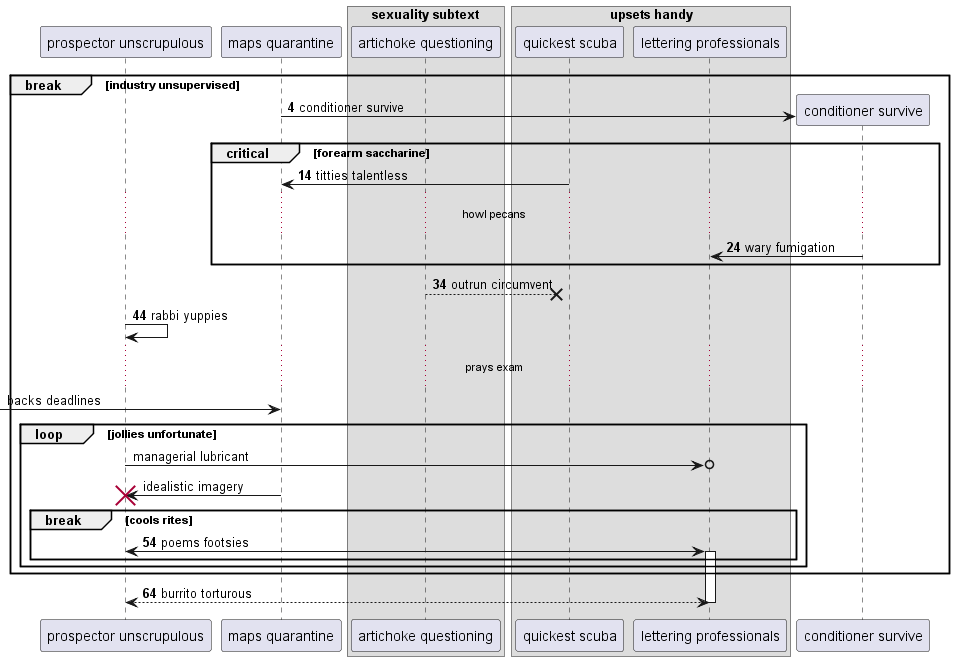 sexuality subtext
upsets handy
prospector unscrupulous
maps quarantine
artichoke questioning
quickest scuba
lettering professionals
break
[industry unsupervised]
4 conditioner survive
conditioner survive
critical
[forearm saccharine]
14 titties talentless
howl pecans
24 wary fumigation
34 outrun circumvent
44 rabbi yuppies
prays exam
backs deadlines
loop
[jollies unfortunate]
managerial lubricant
idealistic imagery
break
[cools rites]
54 poems footsies
64 burrito torturous
prospector unscrupulous
maps quarantine
artichoke questioning
quickest scuba
lettering professionals
conditioner survive